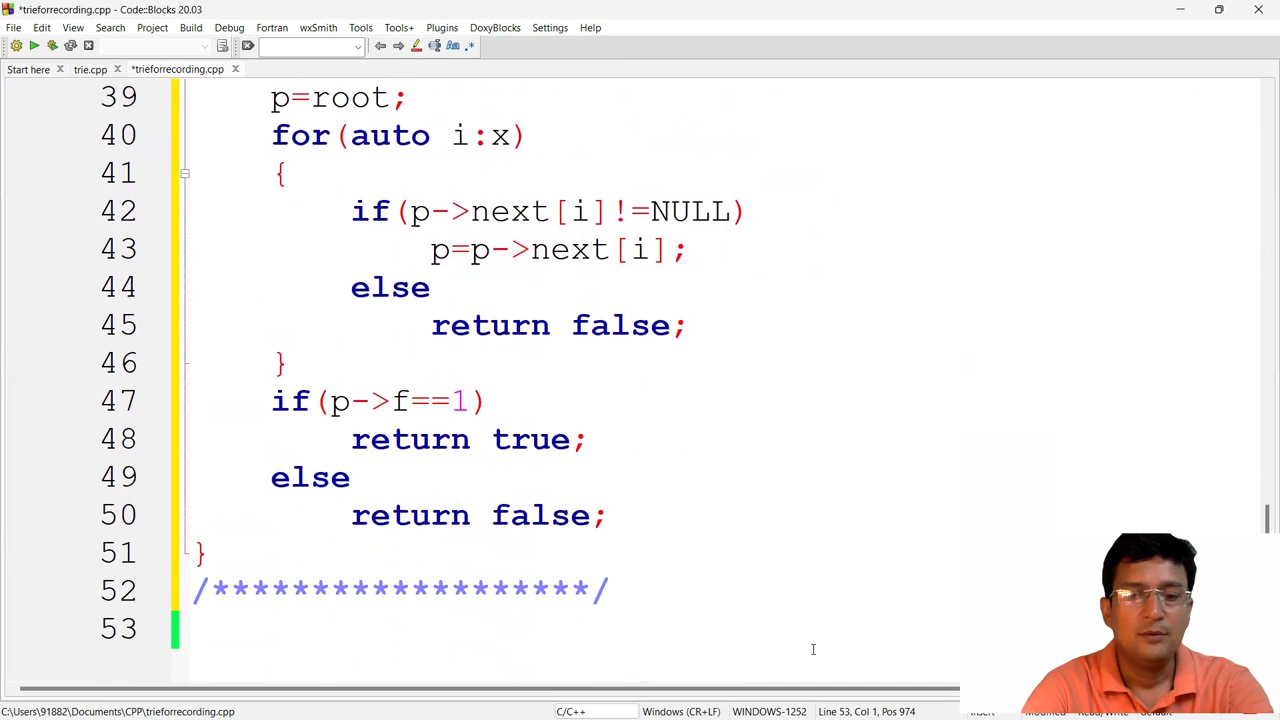 *trieforrecording.cpp - Code::Blocks 20.03
File Edit View Search Project Build Debug Fortran wxSmith Tools Tools+ Plugins DoxyBlocks Settings Help
Start here trie.cpp *trieforrecording.cpp
39 p=root;
40 for(auto i:x)
41 {
42 if(p->next[i]!=NULL)
43 p=p->next[i];
44 else
45 return false;
46 }
47 if(p->f==1)
48 return true;
49 else
50 return false;
51 }
52 /*******************/
53
C:\Users\91882\Documents\CPP\trieforrecording.cpp C/C++ Windows (CR+LF) WINDOWS-1252 Line 53, Col 1, Pos 974